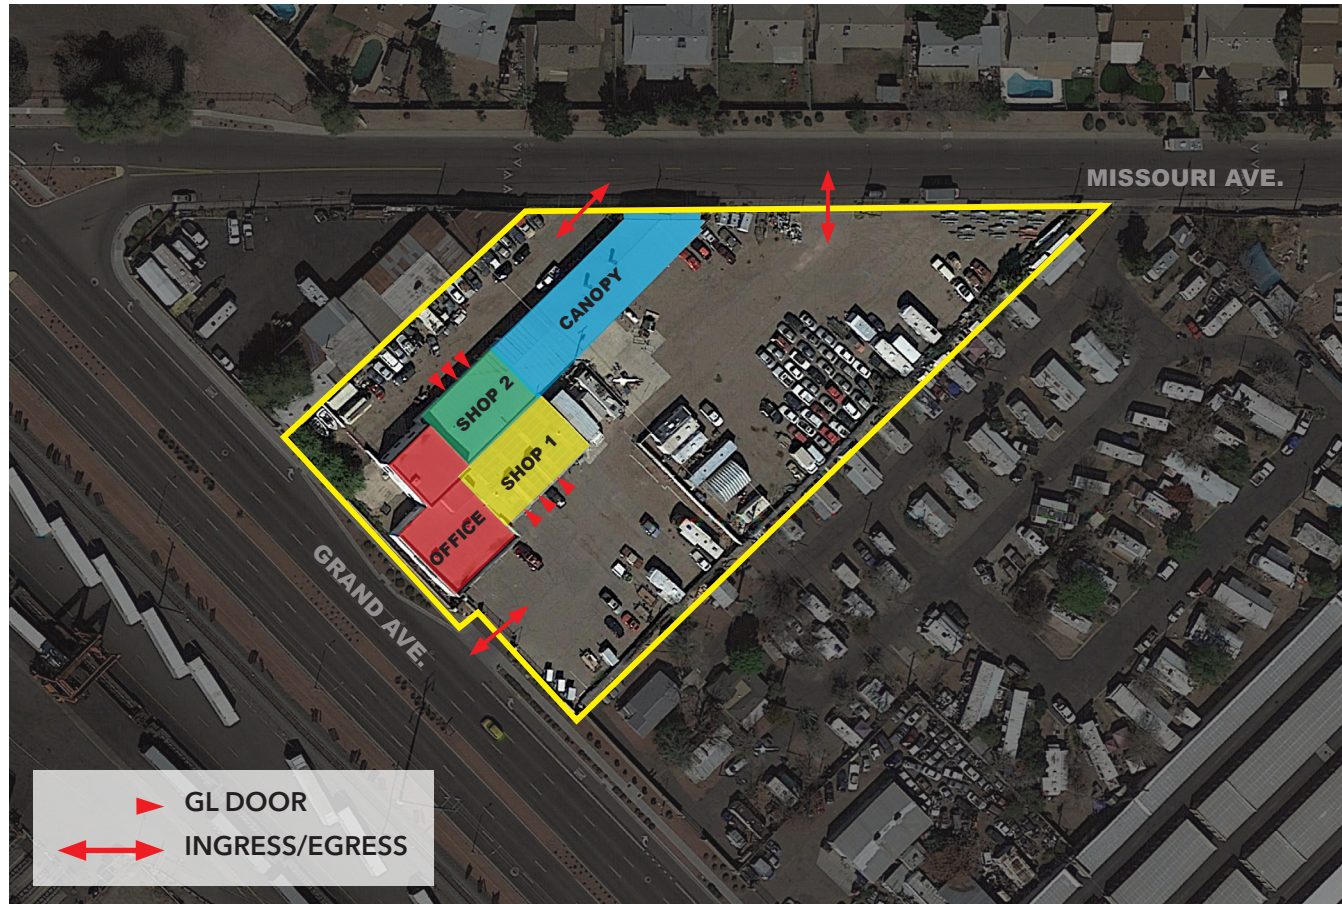 MISSOURI AVE.
CANOPY
SHOP 2
SHOP 1
OFFICE
GRAND AVE.
GL DOOR
INGRESS/EGRESS